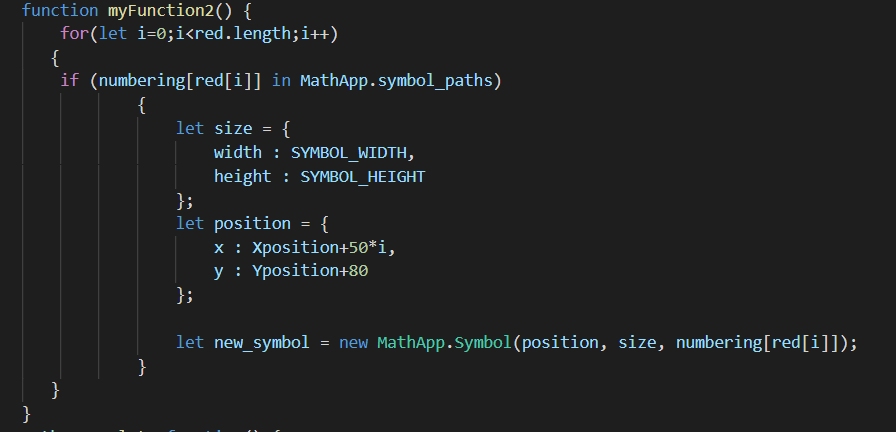 function myFunction2() {
for(let i=0;i<red.length;i++)
{
if (numbering[red[i]] in MathApp.symbol_paths)
{
let size = {
width : SYMBOL_WIDTH,
height : SYMBOL_HEIGHT
};
let position = {
x : Xposition+50*i,
y : Yposition+80
};
let new_symbol = new MathApp.Symbol(position, size, numbering[red[i]]);
}
}
}